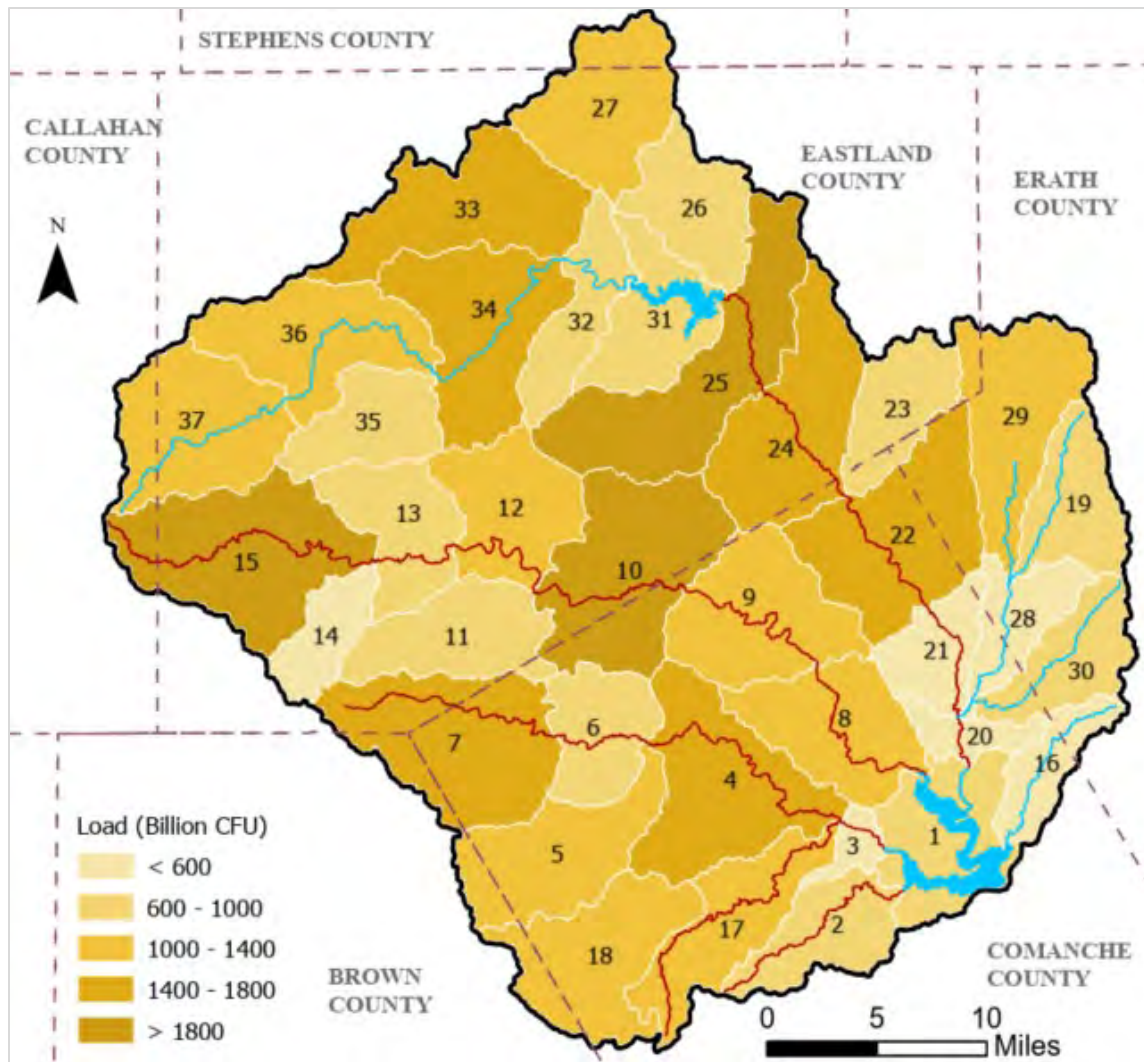 STEPHENS COUNTY
CALLAHAN
COUNTY
EASTLAND
COUNTY
ERATH
COUNTY
N
27
33
26
34
32
31
36
37
35
25
23
24
29
19
13
12
15
10
22
9
14
11
28
21
30
6
7
8
20
16
4
1
5
3
2
17
18
Load (Billion CFU)
< 600
600 - 1000
1000 - 1400
1400 - 1800
> 1800
BROWN
COUNTY
COMANCHE
COUNTY
0 5 10
Miles